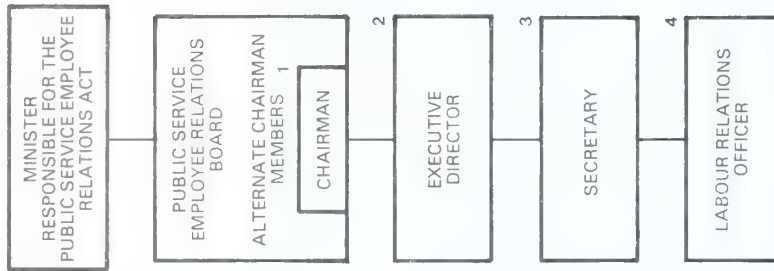 MINISTER
RESPONSIBLE FOR THE
PUBLIC SERVICE EMPLOYEE
RELATIONS ACT
PUBLIC SERVICE
EMPLOYEE RELATIONS
BOARD
ALTERNATE CHAIRMAN
MEMBERS 1
CHAIRMAN
2
EXECUTIVE
DIRECTOR
3
SECRETARY
4
LABOUR RELATIONS
OFFICER